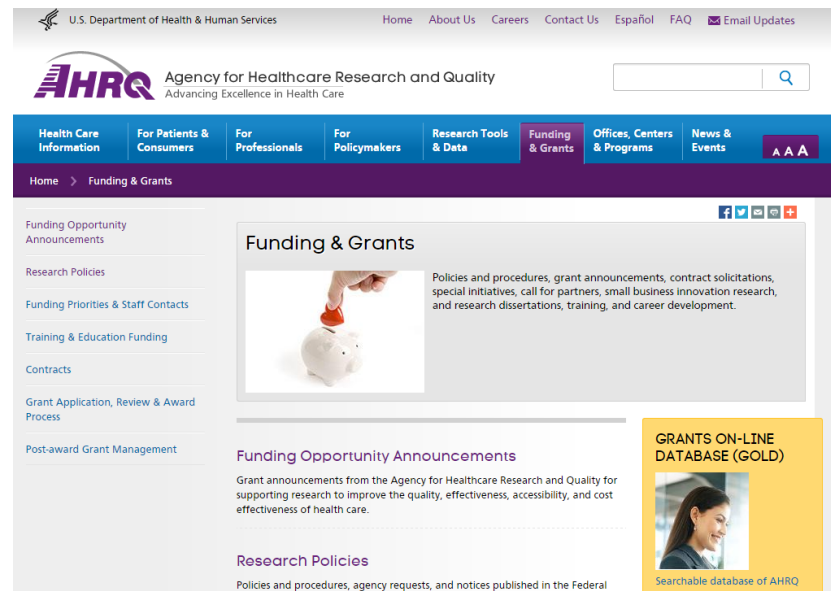 U.S. Department of Health & Human Services
Home About Us Careers Contact Us Español FAQ Email Updates
AHRQ
Agency for Healthcare Research and Quality
Advancing Excellence in Health Care
Health Care
Information
For Patients &
Consumers
For
Professionals
For
Policymakers
Research Tools
& Data
Funding
& Grants
Offices, Centers
& Programs
News &
Events
A A A
Home > Funding & Grants
Funding Opportunity
Announcements
Research Policies
Funding Priorities & Staff Contacts
Training & Education Funding
Contracts
Grant Application, Review & Award
Process
Post-award Grant Management
Funding & Grants
Policies and procedures, grant announcements, contract solicitations,
special initiatives, call for partners, small business innovation research,
and research dissertations, training, and career development.
Funding Opportunity Announcements
Grant announcements from the Agency for Healthcare Research and Quality for
supporting research to improve the quality, effectiveness, accessibility, and cost
effectiveness of health care.
Research Policies
Policies and procedures, agency requests, and notices published in the Federal
GRANTS ON-LINE
DATABASE (GOLD)
Searchable database of AHRQ